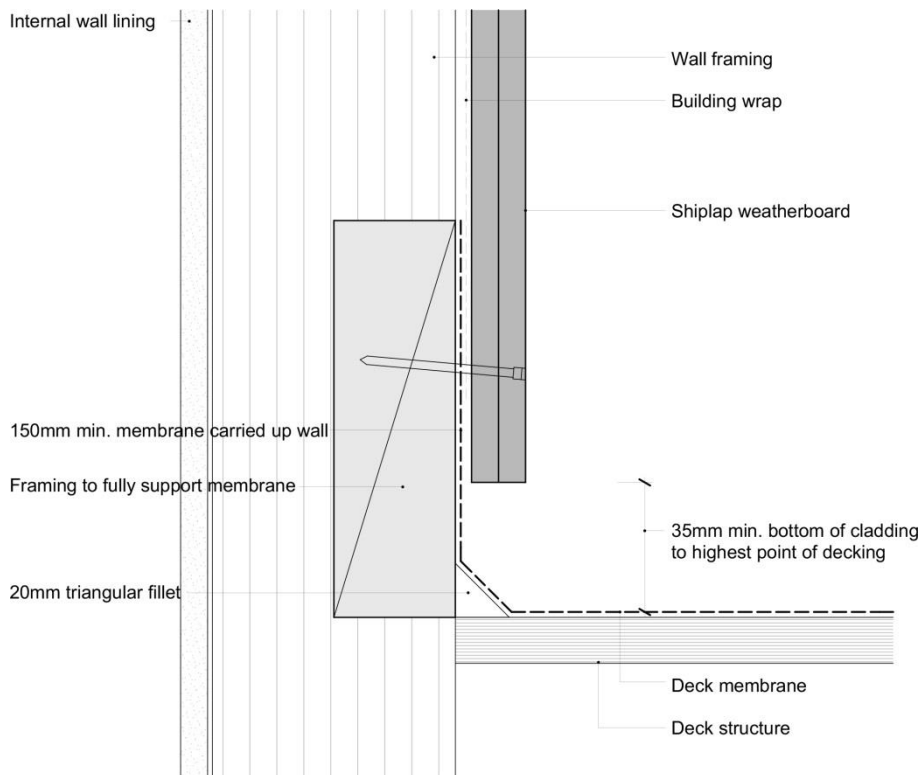 Internal wall lining
Wall framing
Building wrap
Shiplap weatherboard
150mm min. membrane carried up wall
Framing to fully support membrane
35mm min. bottom of cladding
to highest point of decking
20mm triangular fillet
Deck membrane
Deck structure